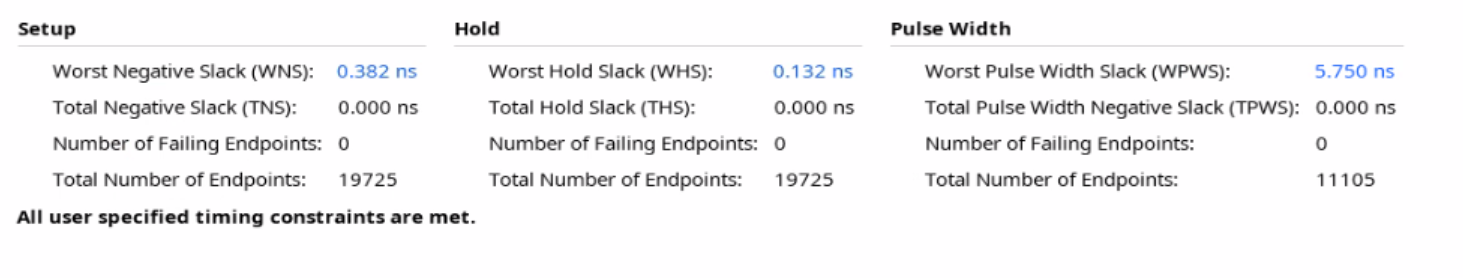 Setup Hold Pulse Width
Worst Negative Slack (WNS): 0.382 ns Worst Hold Slack (WHS): 0.132 ns Worst Pulse Width Slack (WPWS): 5.750 ns
Total Negative Slack (TNS): 0.000 ns Total Hold Slack (THS): 0.000 ns Total Pulse Width Negative Slack (TPWS): 0.000 ns
Number of Failing Endpoints: 0 Number of Failing Endpoints: 0 Number of Failing Endpoints: 0
Total Number of Endpoints: 19725 Total Number of Endpoints: 19725 Total Number of Endpoints: 11105
All user specified timing constraints are met.